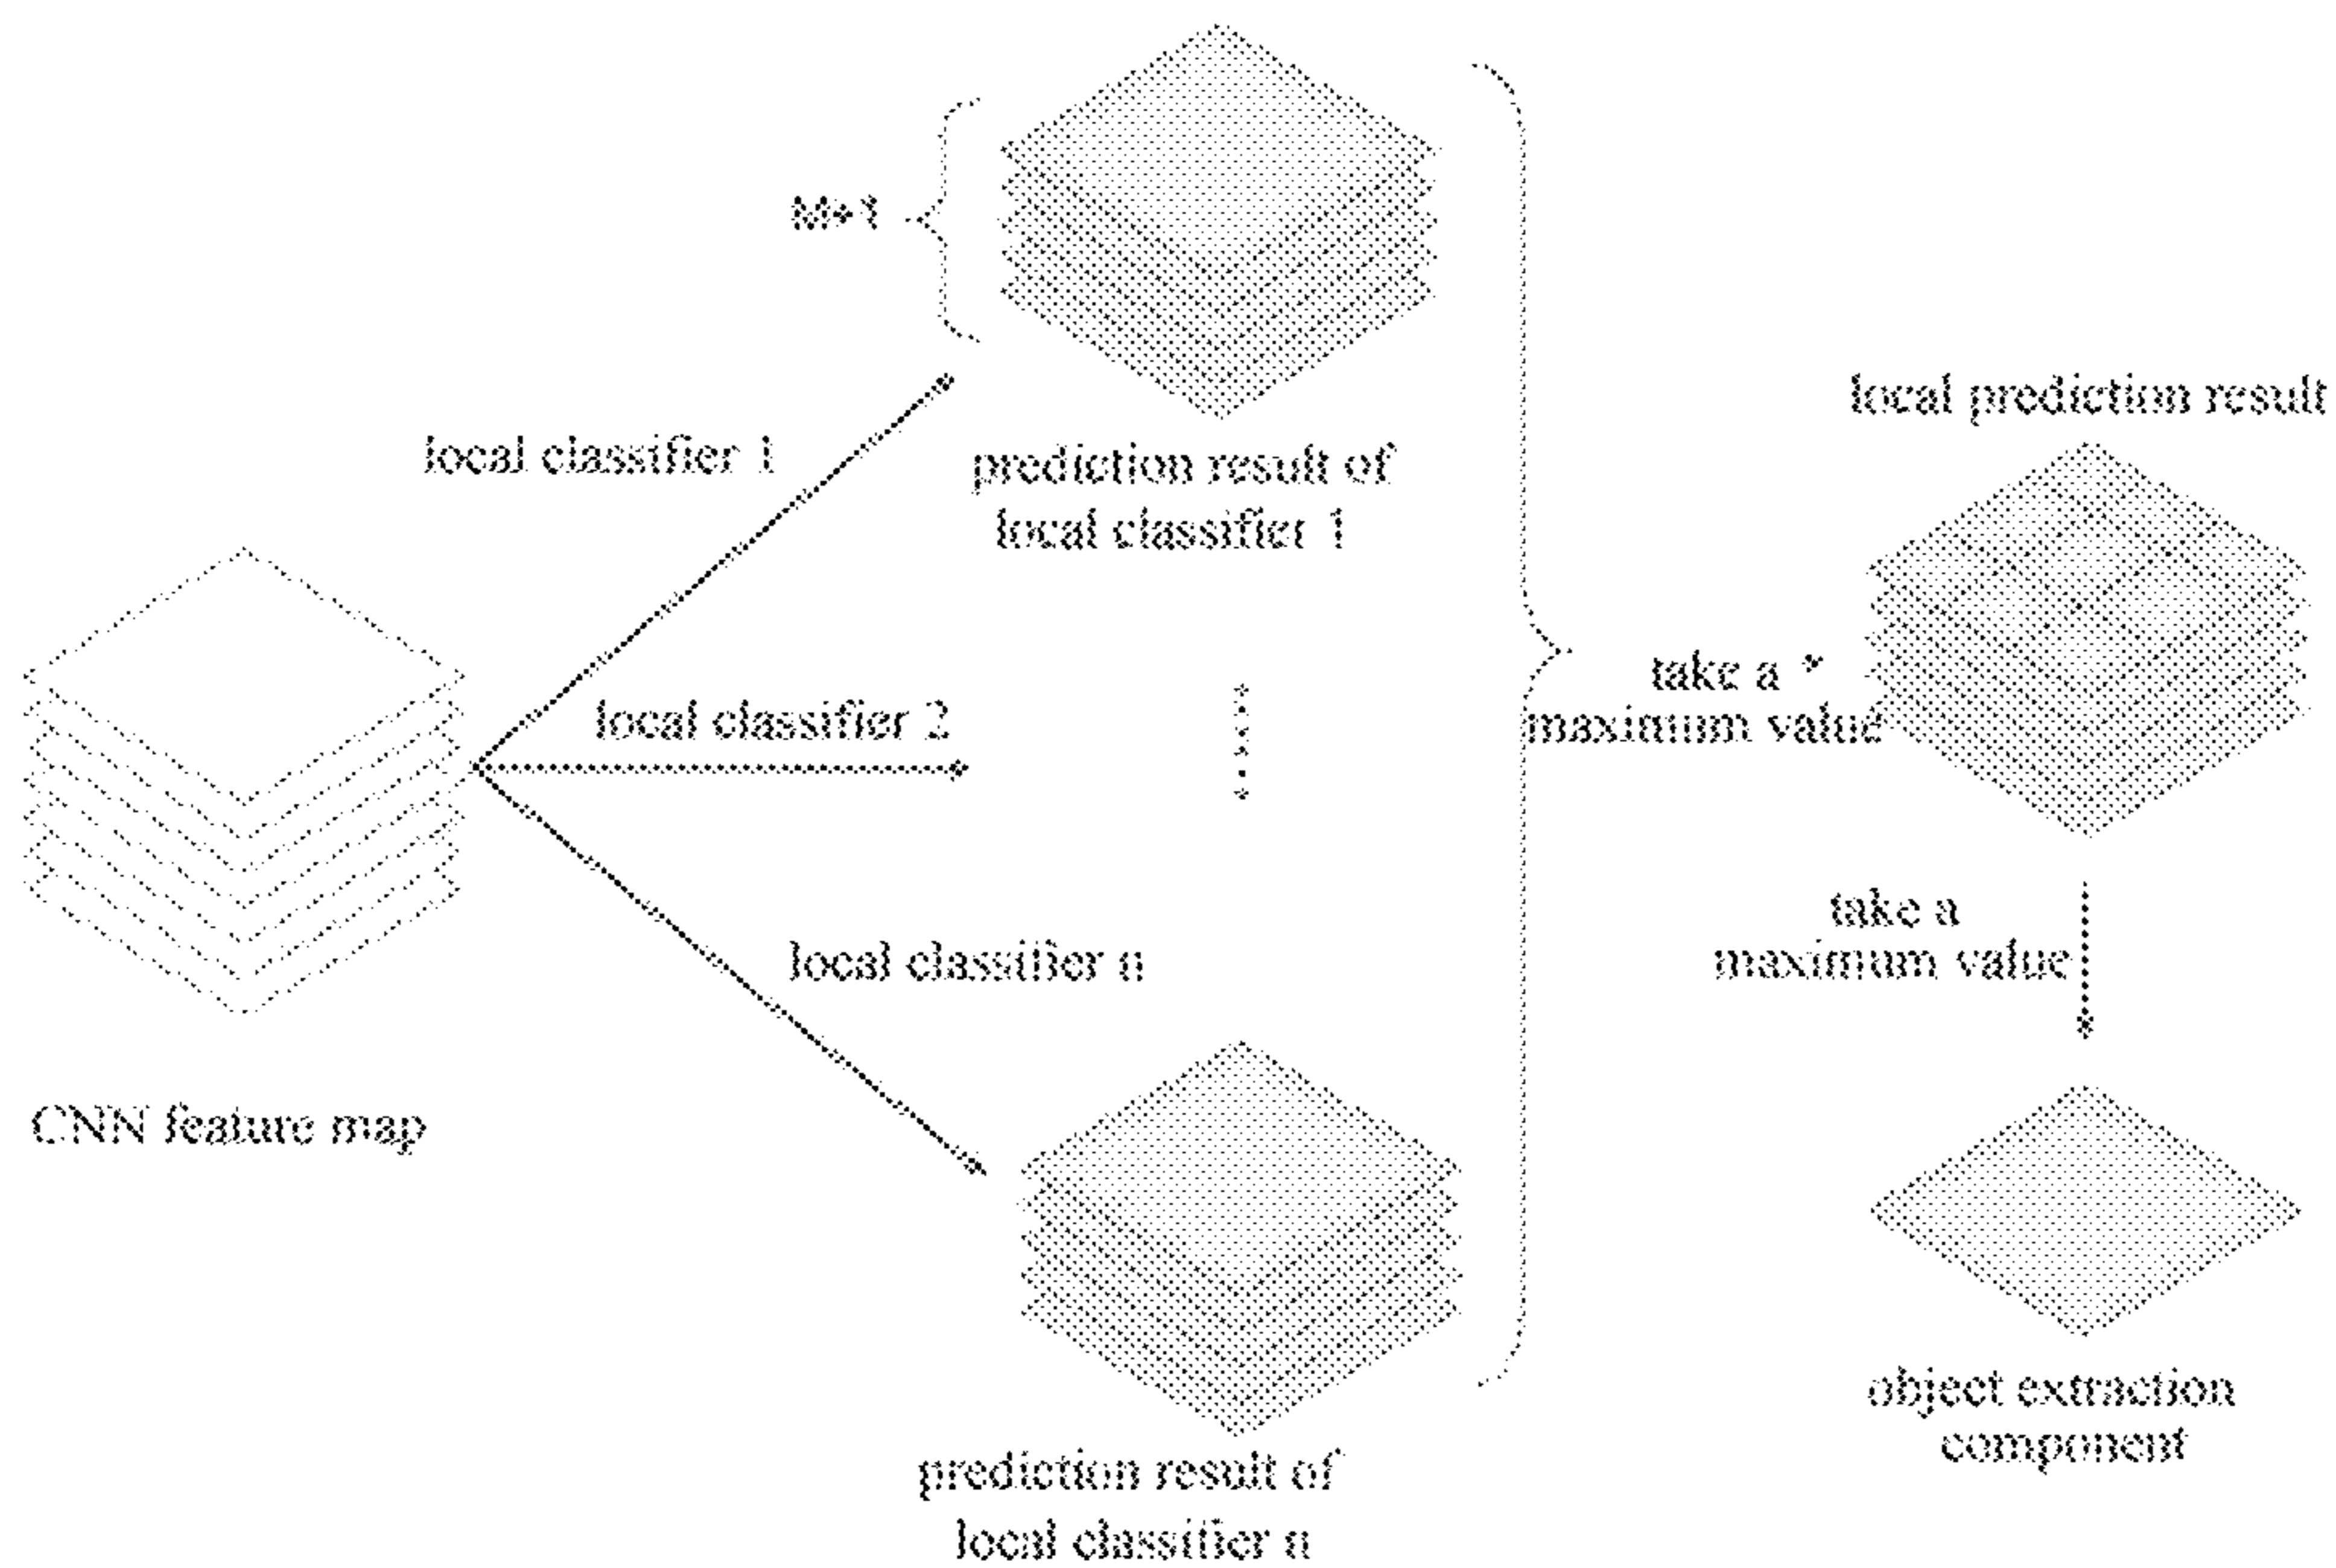 M+1
local classifier 1
prediction result of
local classifier 1
local prediction result
local classifier 2
take a
maximum value
local classifier n
take a
maximum value
CNN feature map
object extraction
component
prediction result of
local classifier n